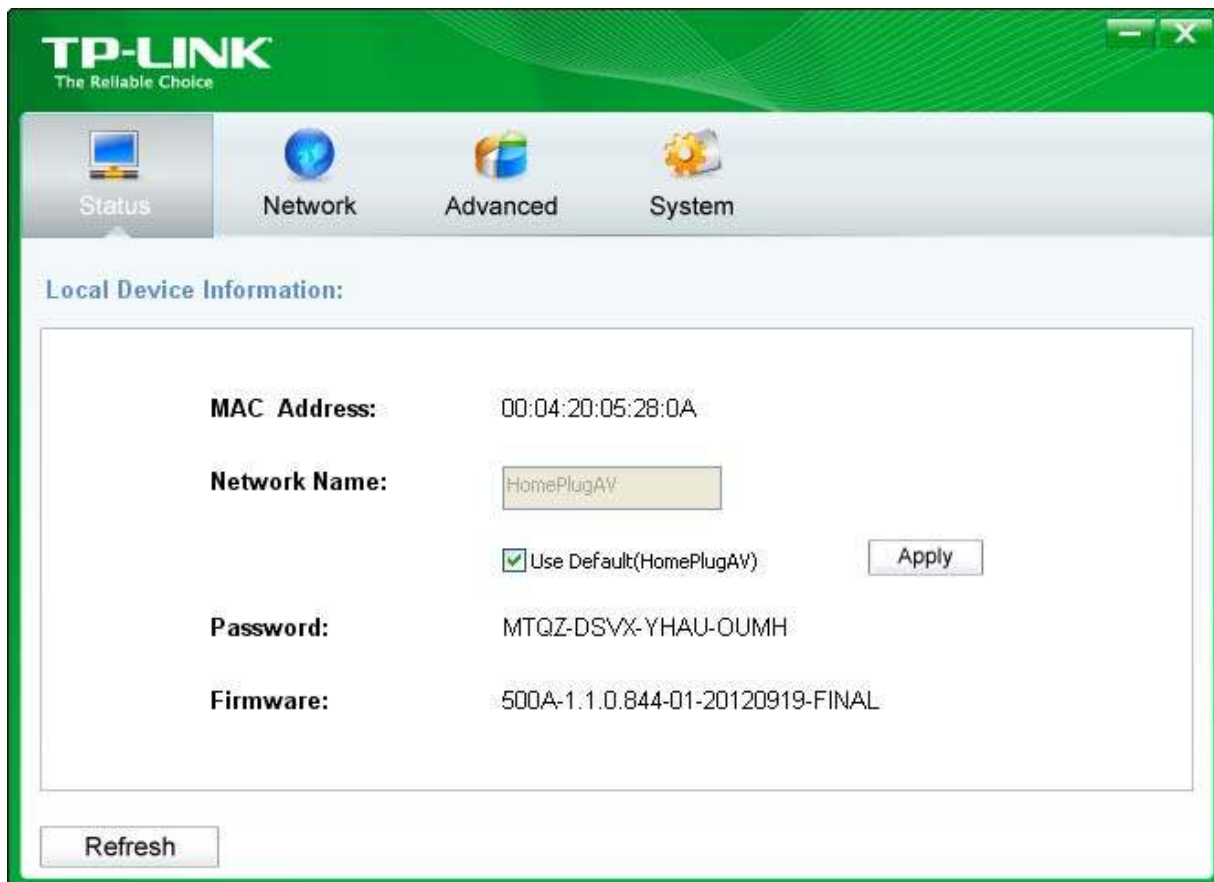 TP-LINK
The Reliable Choice
Status Network Advanced System
Local Device Information:
MAC Address: 00:04:20:05:28:0A
Network Name: HomePlugAV
Use Default(HomePlugAV) Apply
Password: MTQZ-DSVX-YHAU-OUMH
Firmware: 500A-1.1.0.844-01-20120919-FINAL
Refresh